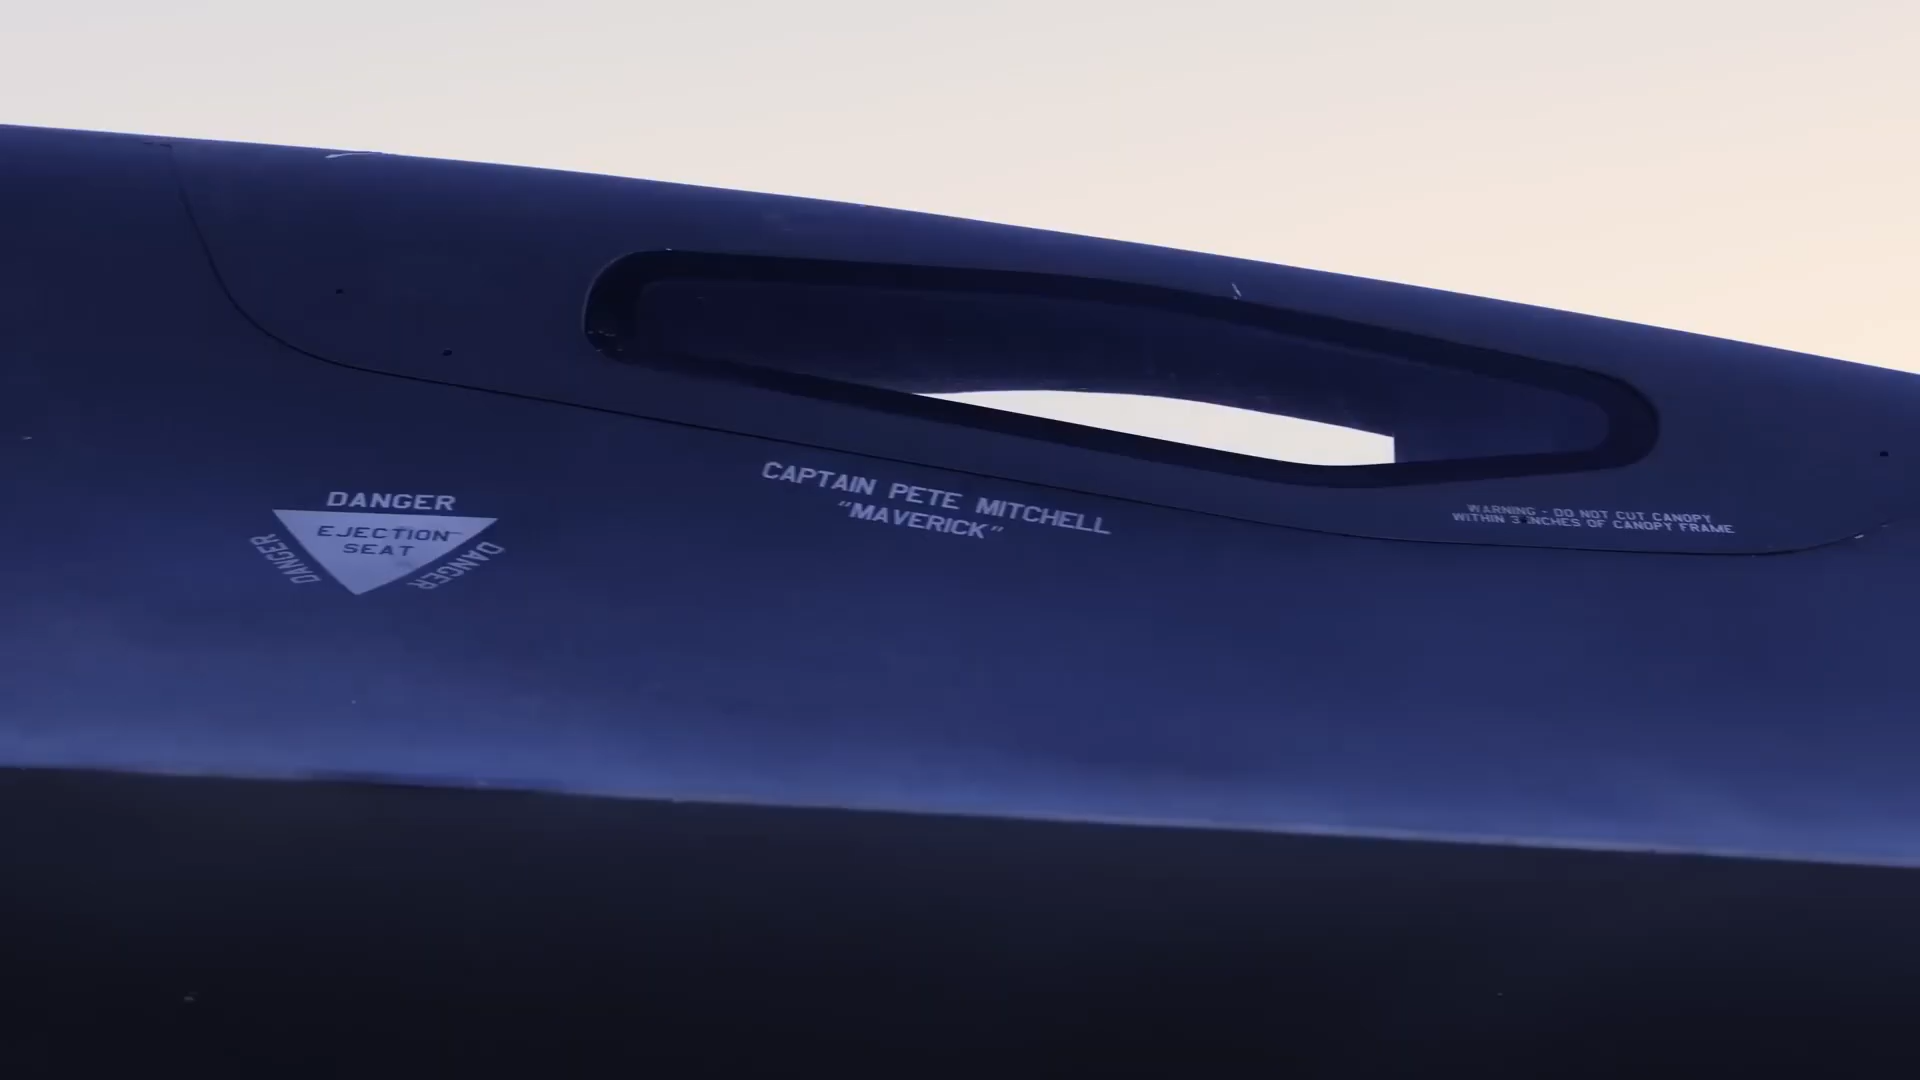 DANGER
EJECTION
SEAT
DANGER
DANGER
CAPTAIN PETE MITCHELL
"MAVERICK"
WARNING - DO NOT CUT CANOPY
WITHIN 3 INCHES OF CANOPY FRAME